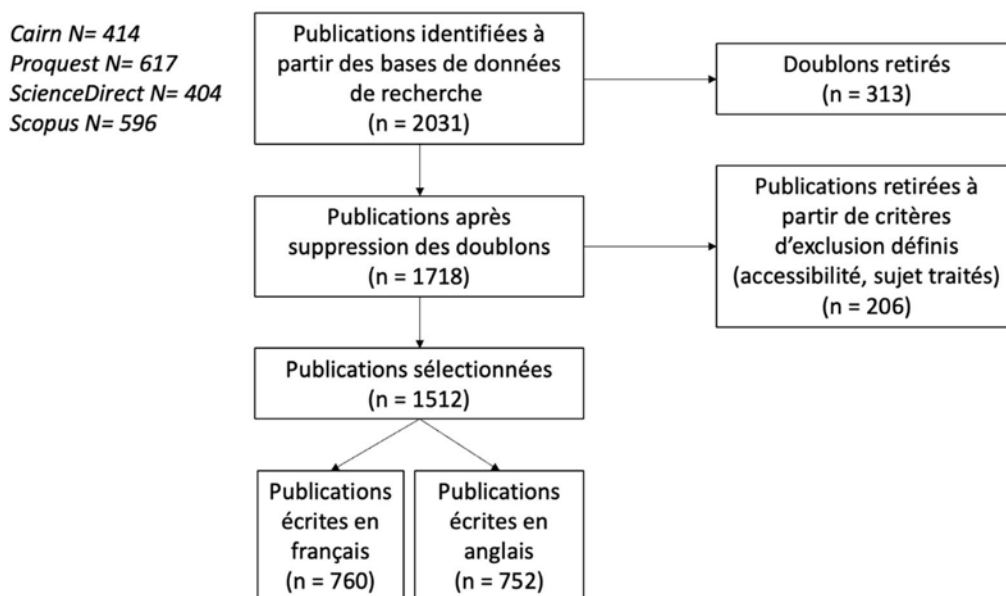 Cairn N= 414
Proquest N= 617
ScienceDirect N= 404
Scopus N= 596
Publications identifiées à
partir des bases de données
de recherche
(n = 2031)
Doublons retirés
(n = 313)
Publications après
suppression des doublons
(n = 1718)
Publications retirées à
partir de critères
d’exclusion définis
(accessibilité, sujet traités)
(n = 206)
Publications sélectionnées
(n = 1512)
Publications
écrites en
français
(n = 760)
Publications
écrites en
anglais
(n = 752)